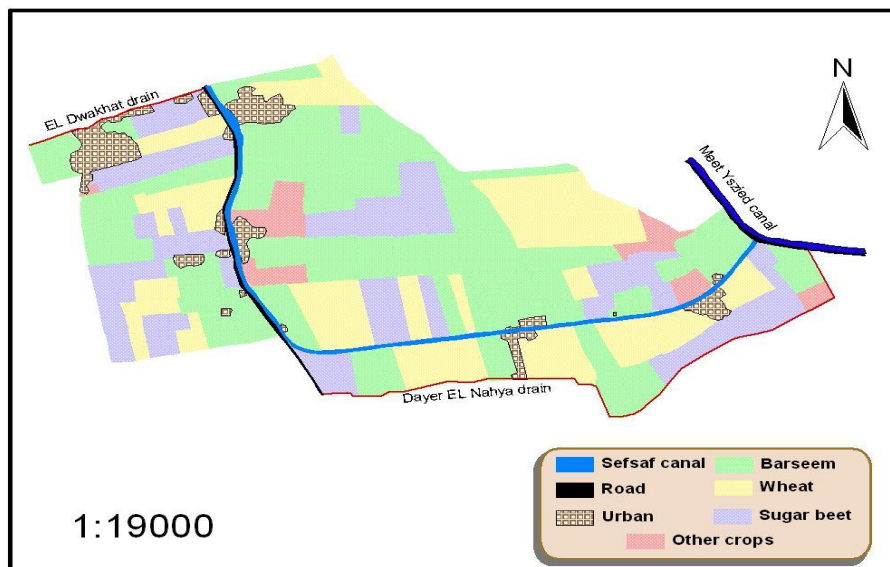 N
EL Dwakhat drain
Meet Yszied canal
Dayer EL Nahya drain
Sefsaf canal
Barseem
Road
Wheat
Urban
Sugar beet
Other crops
1:19000